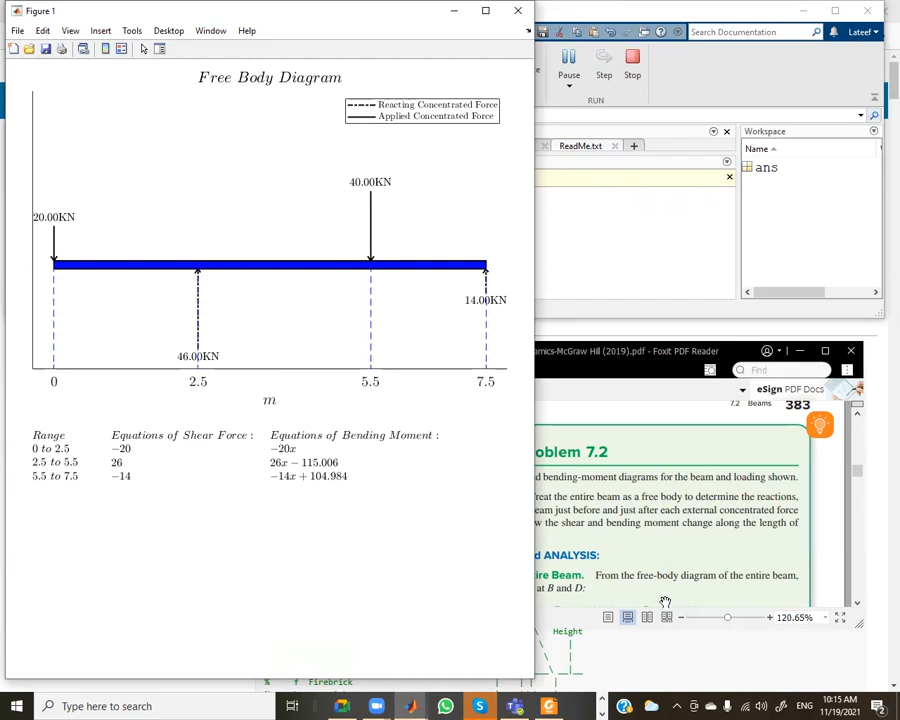 Figure 1
File Edit View Insert Tools Desktop Window Help
Free Body Diagram
Reacting Concentrated Force
Applied Concentrated Force
40.00KN
20.00KN
14.00KN
46.00KN
0 2.5 5.5 7.5
m
Range Equations of Shear Force : Equations of Bending Moment :
0 to 2.5 −20 −20x
2.5 to 5.5 26 26x − 115.006
5.5 to 7.5 −14 −14x + 104.984
Search Documentation Lateef
Pause Step Stop
RUN
Workspace
ReadMe.txt
Name
ans
amics-McGraw Hill (2019).pdf - Foxit PDF Reader
Find
eSign PDF Docs
7.2 Beams 383
oblem 7.2
d bending-moment diagrams for the beam and loading shown.
reat the entire beam as a free body to determine the reactions,
eam just before and just after each external concentrated force
w the shear and bending moment change along the length of
d ANALYSIS:
ire Beam. From the free-body diagram of the entire beam,
at B and D:
120.65%
Height
% f Firebrick
Type here to search
ENG
10:15 AM
11/19/2021
2